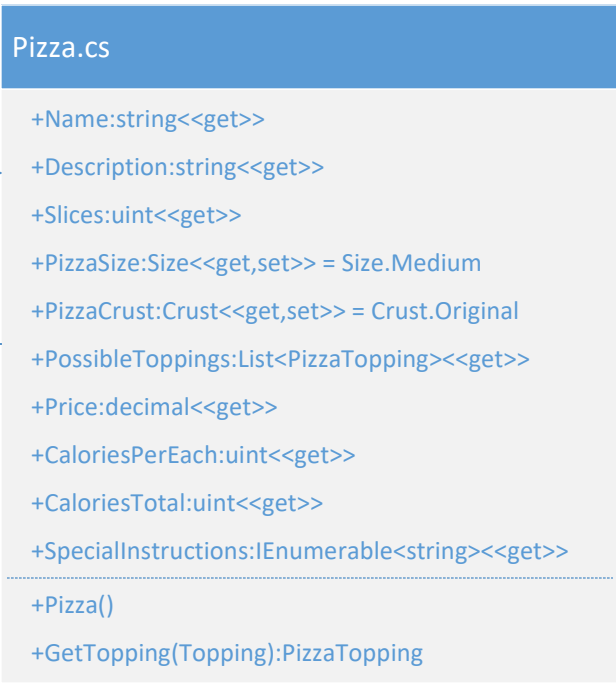 Pizza.cs
+Name:string<<get>>
+Description:string<<get>>
+Slices:uint<<get>>
+PizzaSize:Size<<get,set>> = Size.Medium
+PizzaCrust:Crust<<get,set>> = Crust.Original
+PossibleToppings:List<PizzaTopping><<get>>
+Price:decimal<<get>>
+CaloriesPerEach:uint<<get>>
+CaloriesTotal:uint<<get>>
+SpecialInstructions:IEnumerable<string><<get>>
+Pizza()
+GetTopping(Topping):PizzaTopping